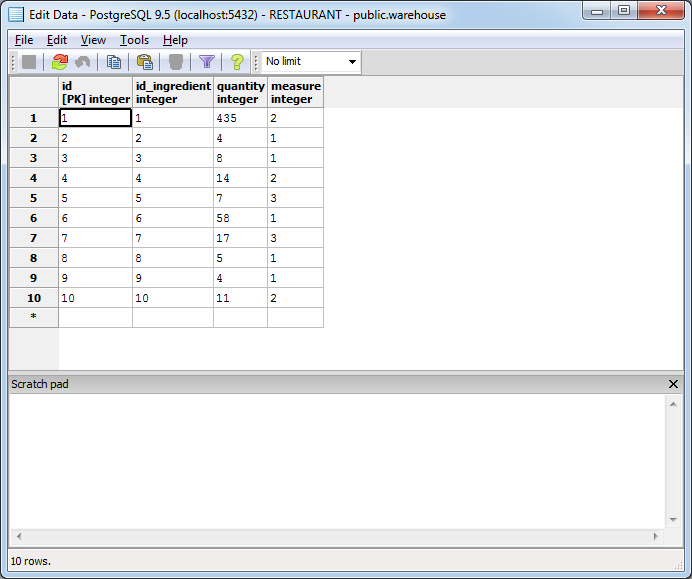 Edit Data - PostgreSQL 9.5 (localhost:5432) - RESTAURANT - public.warehouse
File Edit View Tools Help
No limit
id id_ingredient quantity measure
[PK] integer integer integer integer
1 1 1 435 2
2 2 2 4 1
3 3 3 8 1
4 4 4 14 2
5 5 5 7 3
6 6 6 58 1
7 7 7 17 3
8 8 8 5 1
9 9 9 4 1
10 10 10 11 2
*
Scratch pad
10 rows.